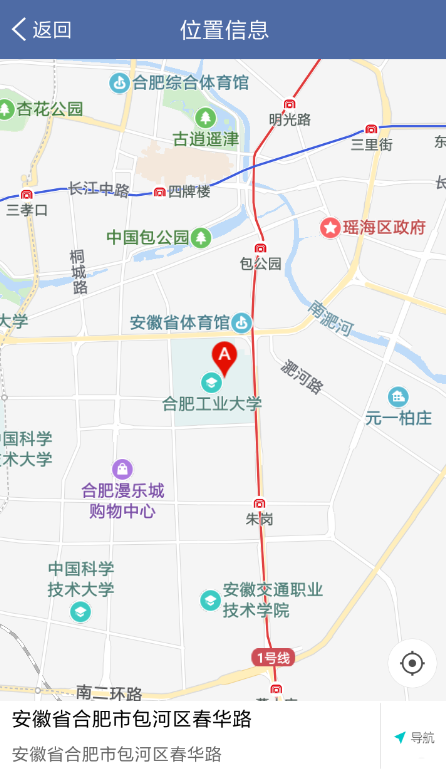 返回
位置信息
合肥综合体育馆
杏花公园
明光路
古逍遥津
三里街
东
长
长江中路
四牌楼
三孝口
瑶海区政府
中国包公园
桐
城
路
包公园
南淝河
安徽省体育馆
大学
A
淝河路
合肥工业大学
元一柏庄
国科学
技术大学
合肥漫乐城
购物中心
朱岗
中国科学
技术大学
安徽交通职业
技术学院
1号线
南二环路
安徽省合肥市包河区春华路
安徽省合肥市包河区春华路
导航